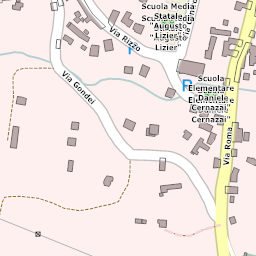 Scuola Media
Statale
"Augusto
Lizier"
Via Rizzo
P
Via Gondei
Scuola
Elementare
"Daniele
Cernazai"
Via Roma